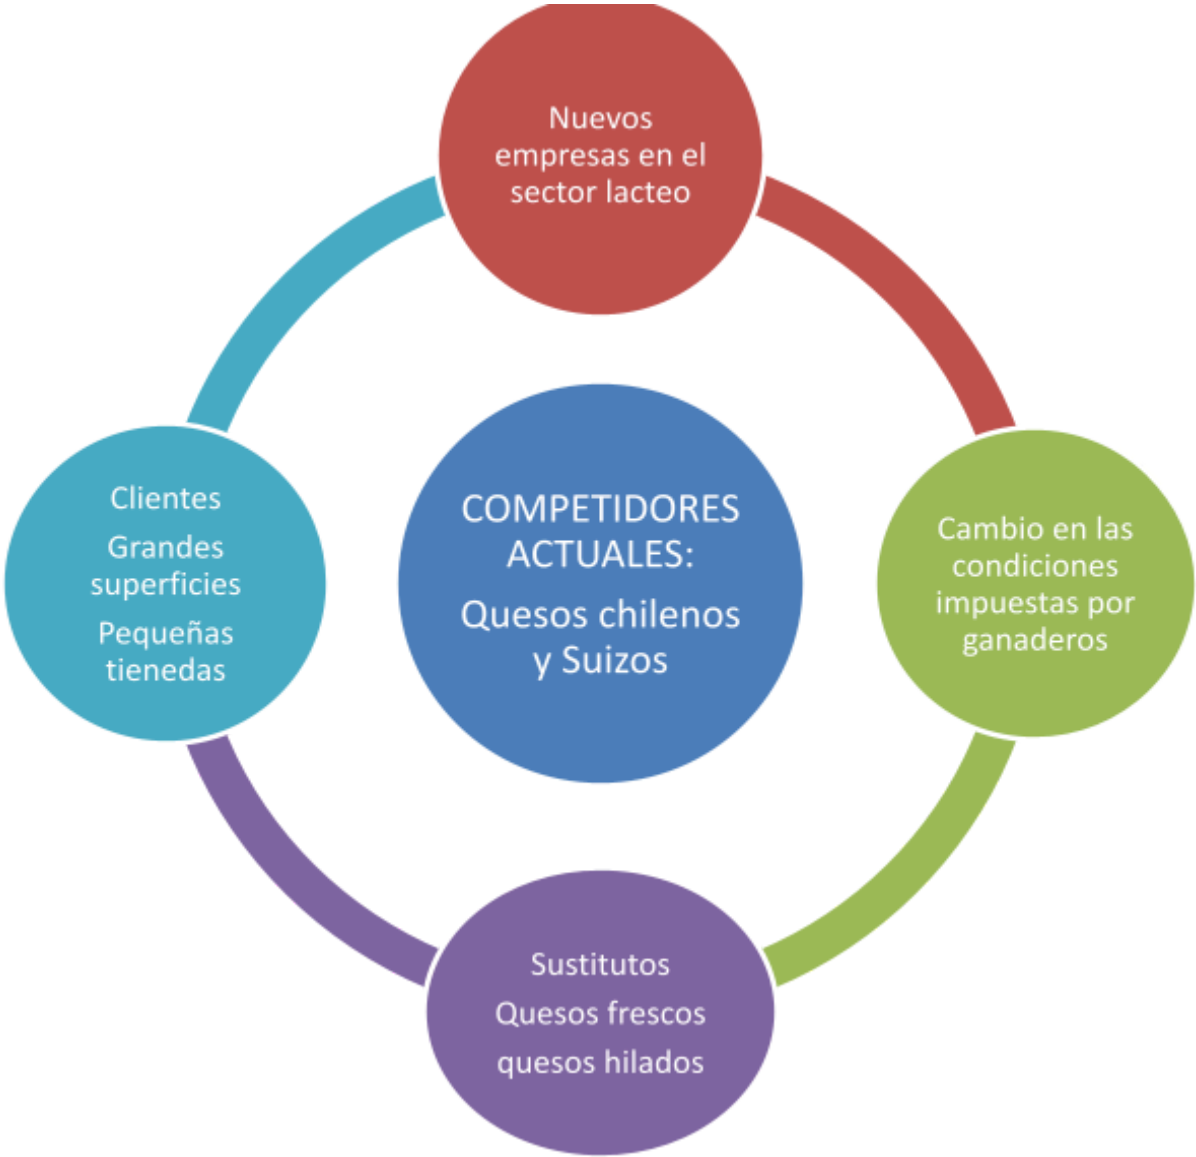 Nuevos
empresas en el
sector lacteo
Clientes
Grandes
superficies
Pequeñas
tienedas
COMPETIDORES
ACTUALES:
Quesos chilenos
y Suizos
Cambio en las
condiciones
impuestas por
ganaderos
Sustitutos
Quesos frescos
quesos hilados